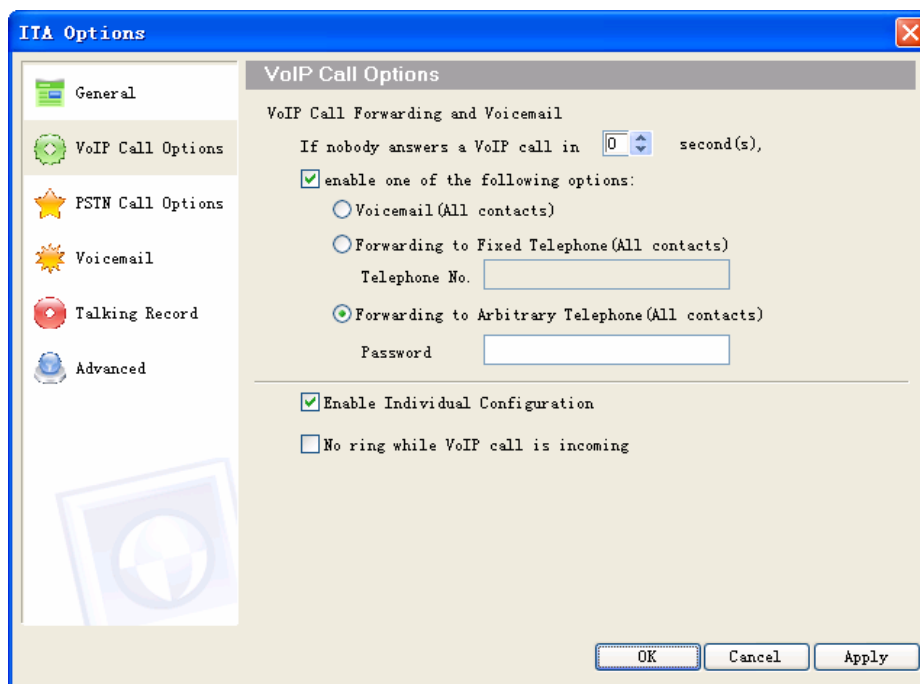 ITA Options
General
VoIP Call Options
PSTN Call Options
Voicemail
Talking Record
Advanced
VoIP Call Options
VoIP Call Forwarding and Voicemail
If nobody answers a VoIP call in 0 second(s),
enable one of the following options:
Voicemail(All contacts)
Forwarding to Fixed Telephone(All contacts)
Telephone No.
Forwarding to Arbitrary Telephone(All contacts)
Password
Enable Individual Configuration
No ring while VoIP call is incoming
OK Cancel Apply